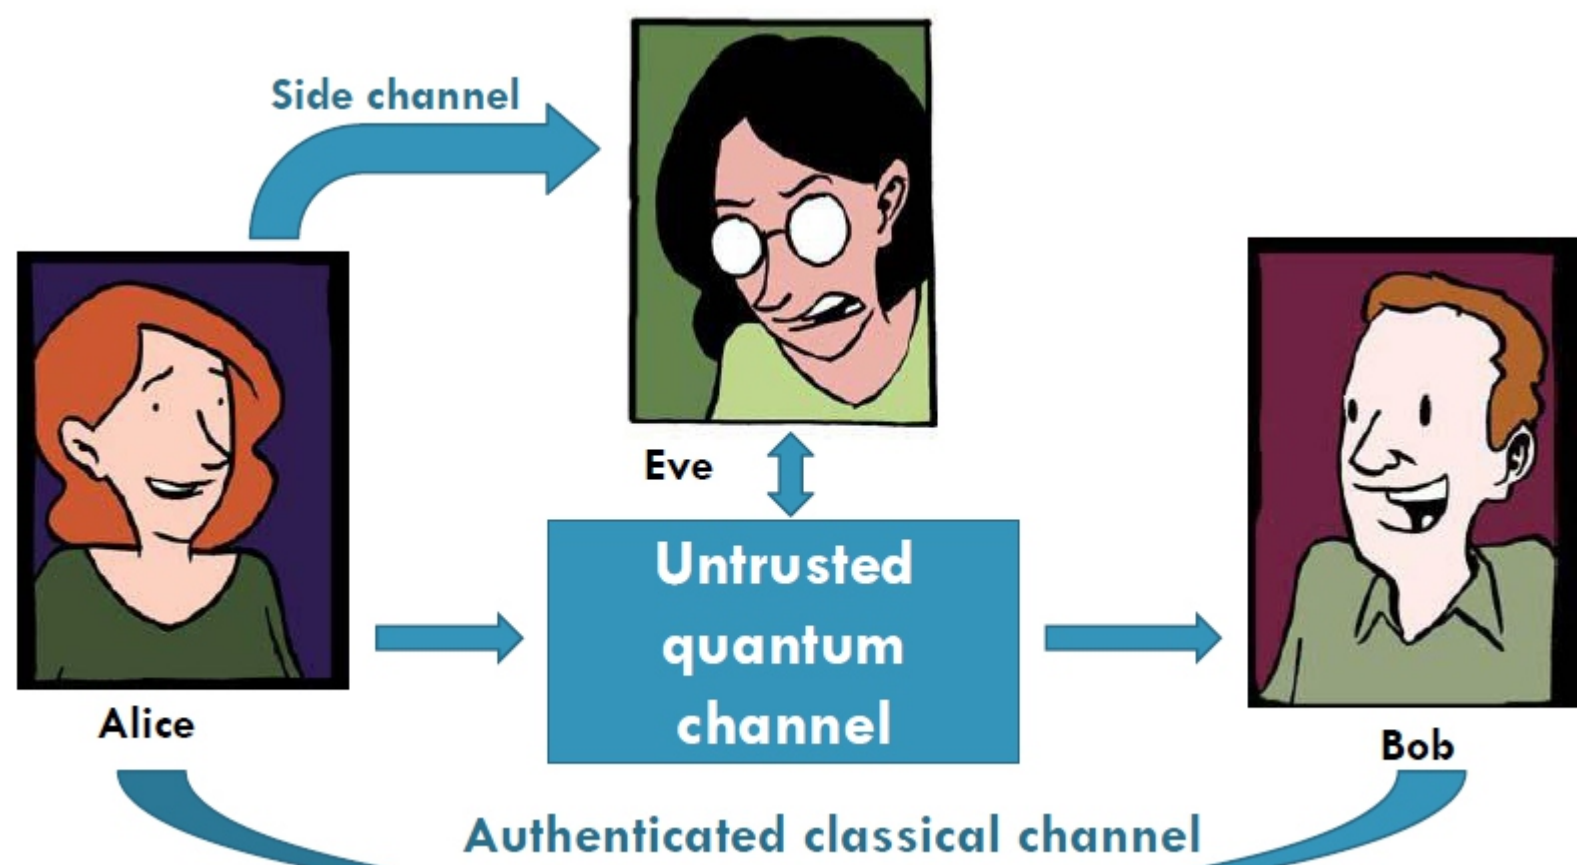 Side channel
Eve
Untrusted
quantum
channel
Alice
Bob
Authenticated classical channel